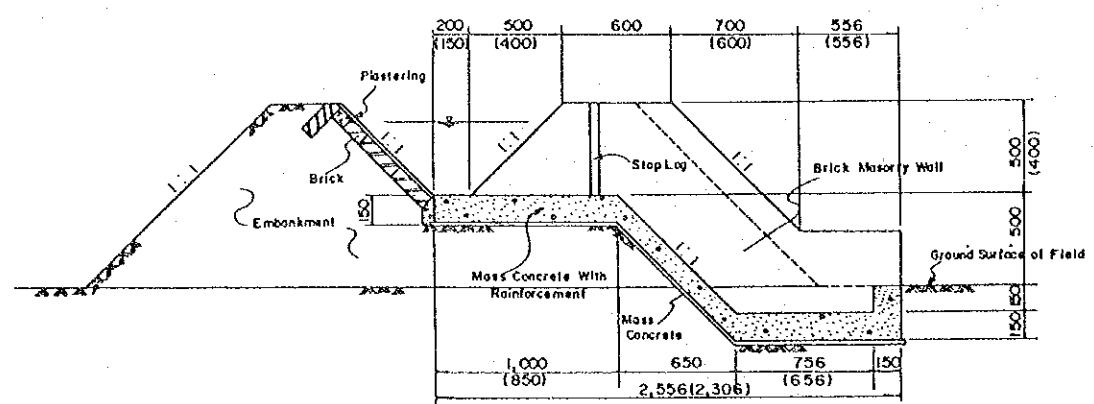 200 500 600 700 556
(150) (400) (600) (556)
Plastering
1:1
1:1
1:1
1:1
500
(400)
Stop Log
Brick Masonry Wall
Brick
150
Embankment
1:1
500
Ground Surface of Field
Mass Concrete With
Rainforcement
Mass
Concrete
150
150
1,000 650 756 150
(850) (656)
2,556(2,306)